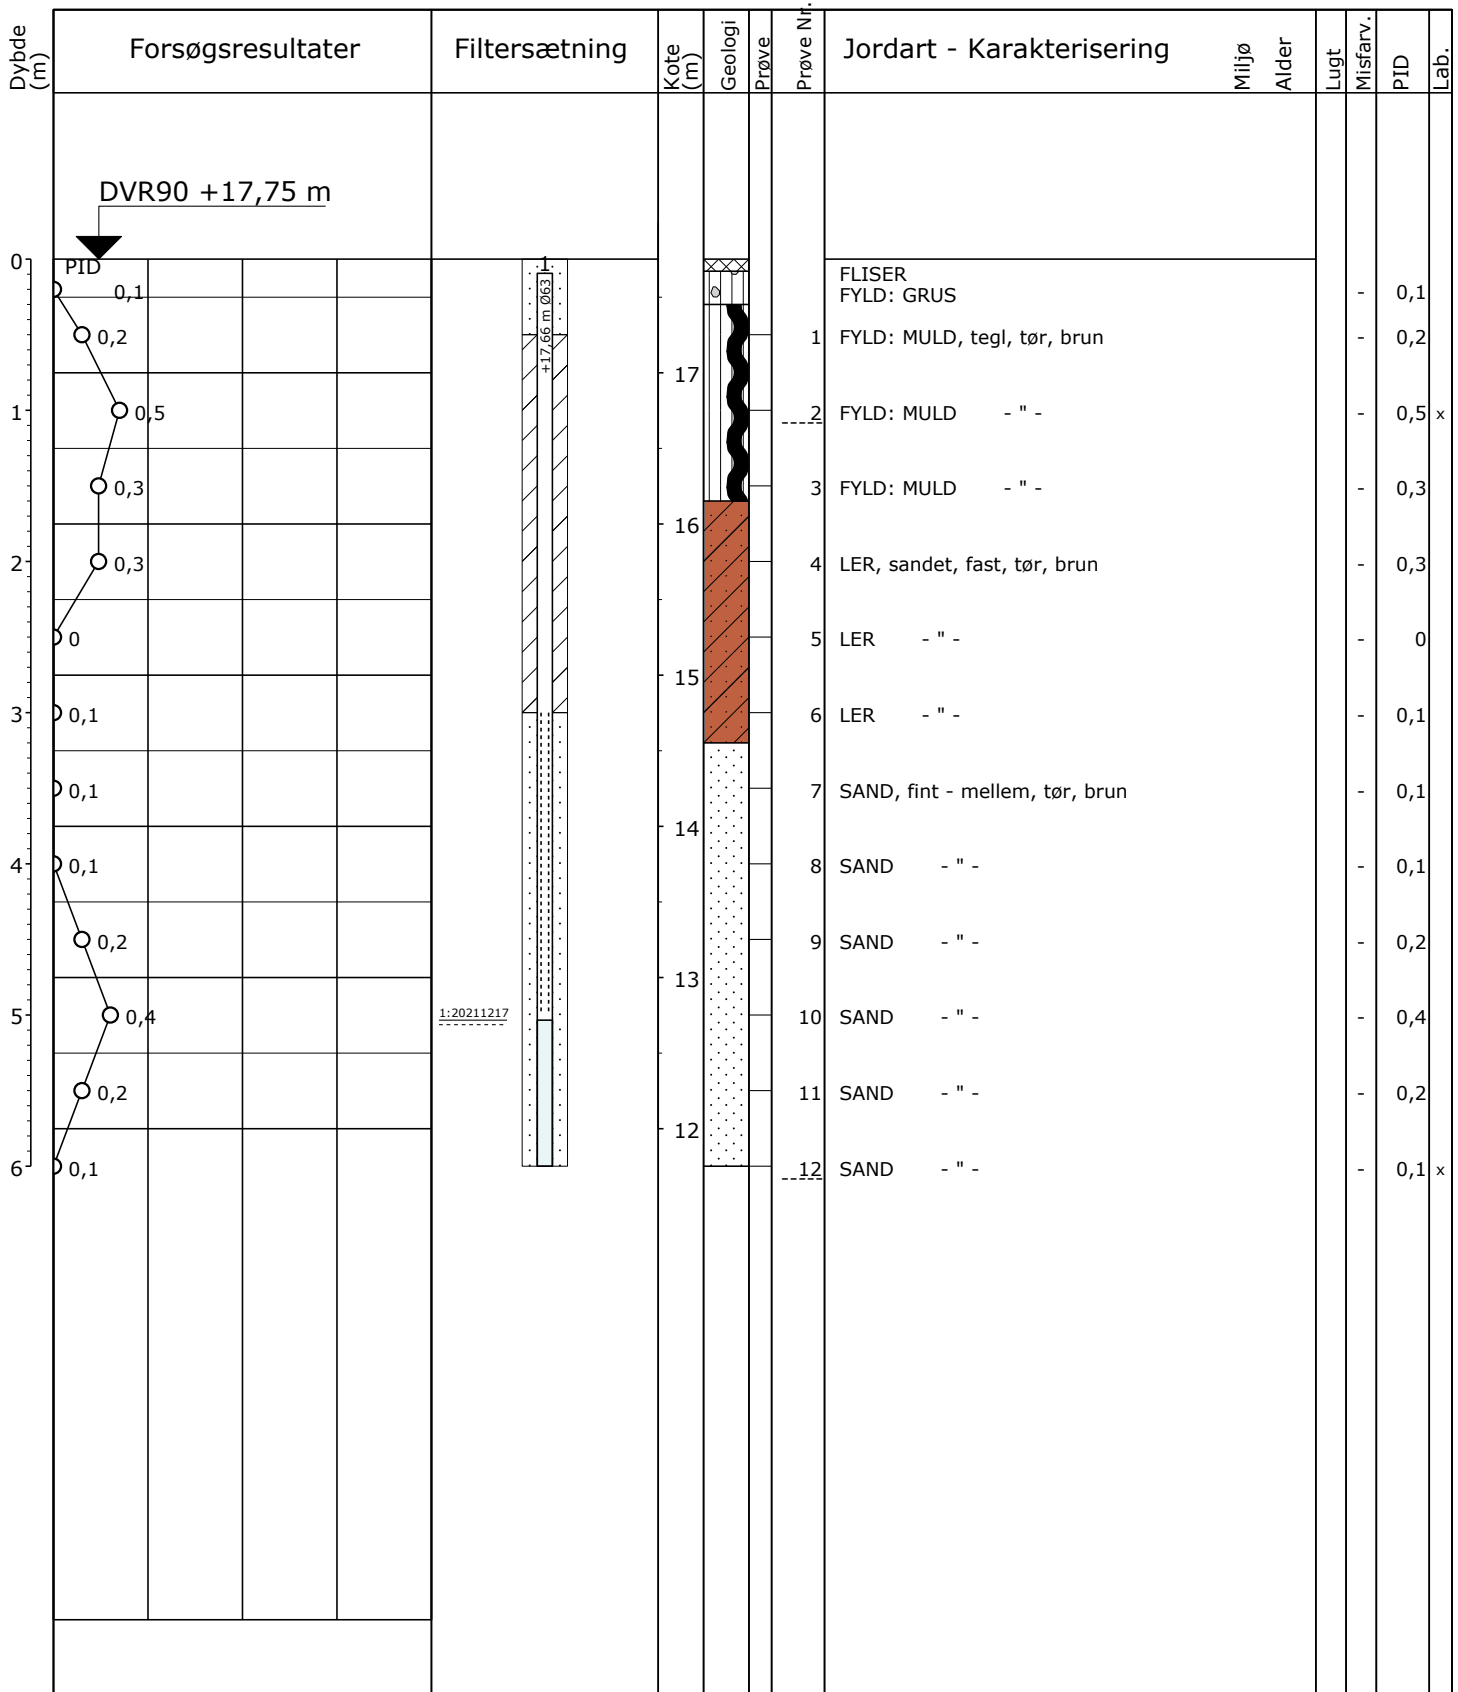 Dybde (m) Forsøgsresultater Filtersætning Kote (m) Geologi Prøve Prøve Nr. Jordart - Karakterisering Miljø Alder Lugt Misfarv. PID Lab.
DVR90 +17,75 m
0 PID 1
+17,66 m Ø63
FLISER
0,1 FYLD: GRUS - 0,1
0,2 1 FYLD: MULD, tegl, tør, brun - 0,2
17
1 0,5 2 FYLD: MULD - " - - 0,5 x
0,3 3 FYLD: MULD - " - - 0,3
16
2 0,3 4 LER, sandet, fast, tør, brun - 0,3
0 5 LER - " - - 0
15
3 0,1 6 LER - " - - 0,1
0,1 7 SAND, fint - mellem, tør, brun - 0,1
14
4 0,1 8 SAND - " - - 0,1
0,2 9 SAND - " - - 0,2
13
5 0,4 1:20211217 10 SAND - " - - 0,4
0,2 11 SAND - " - - 0,2
12
6 0,1 12 SAND - " - - 0,1 x